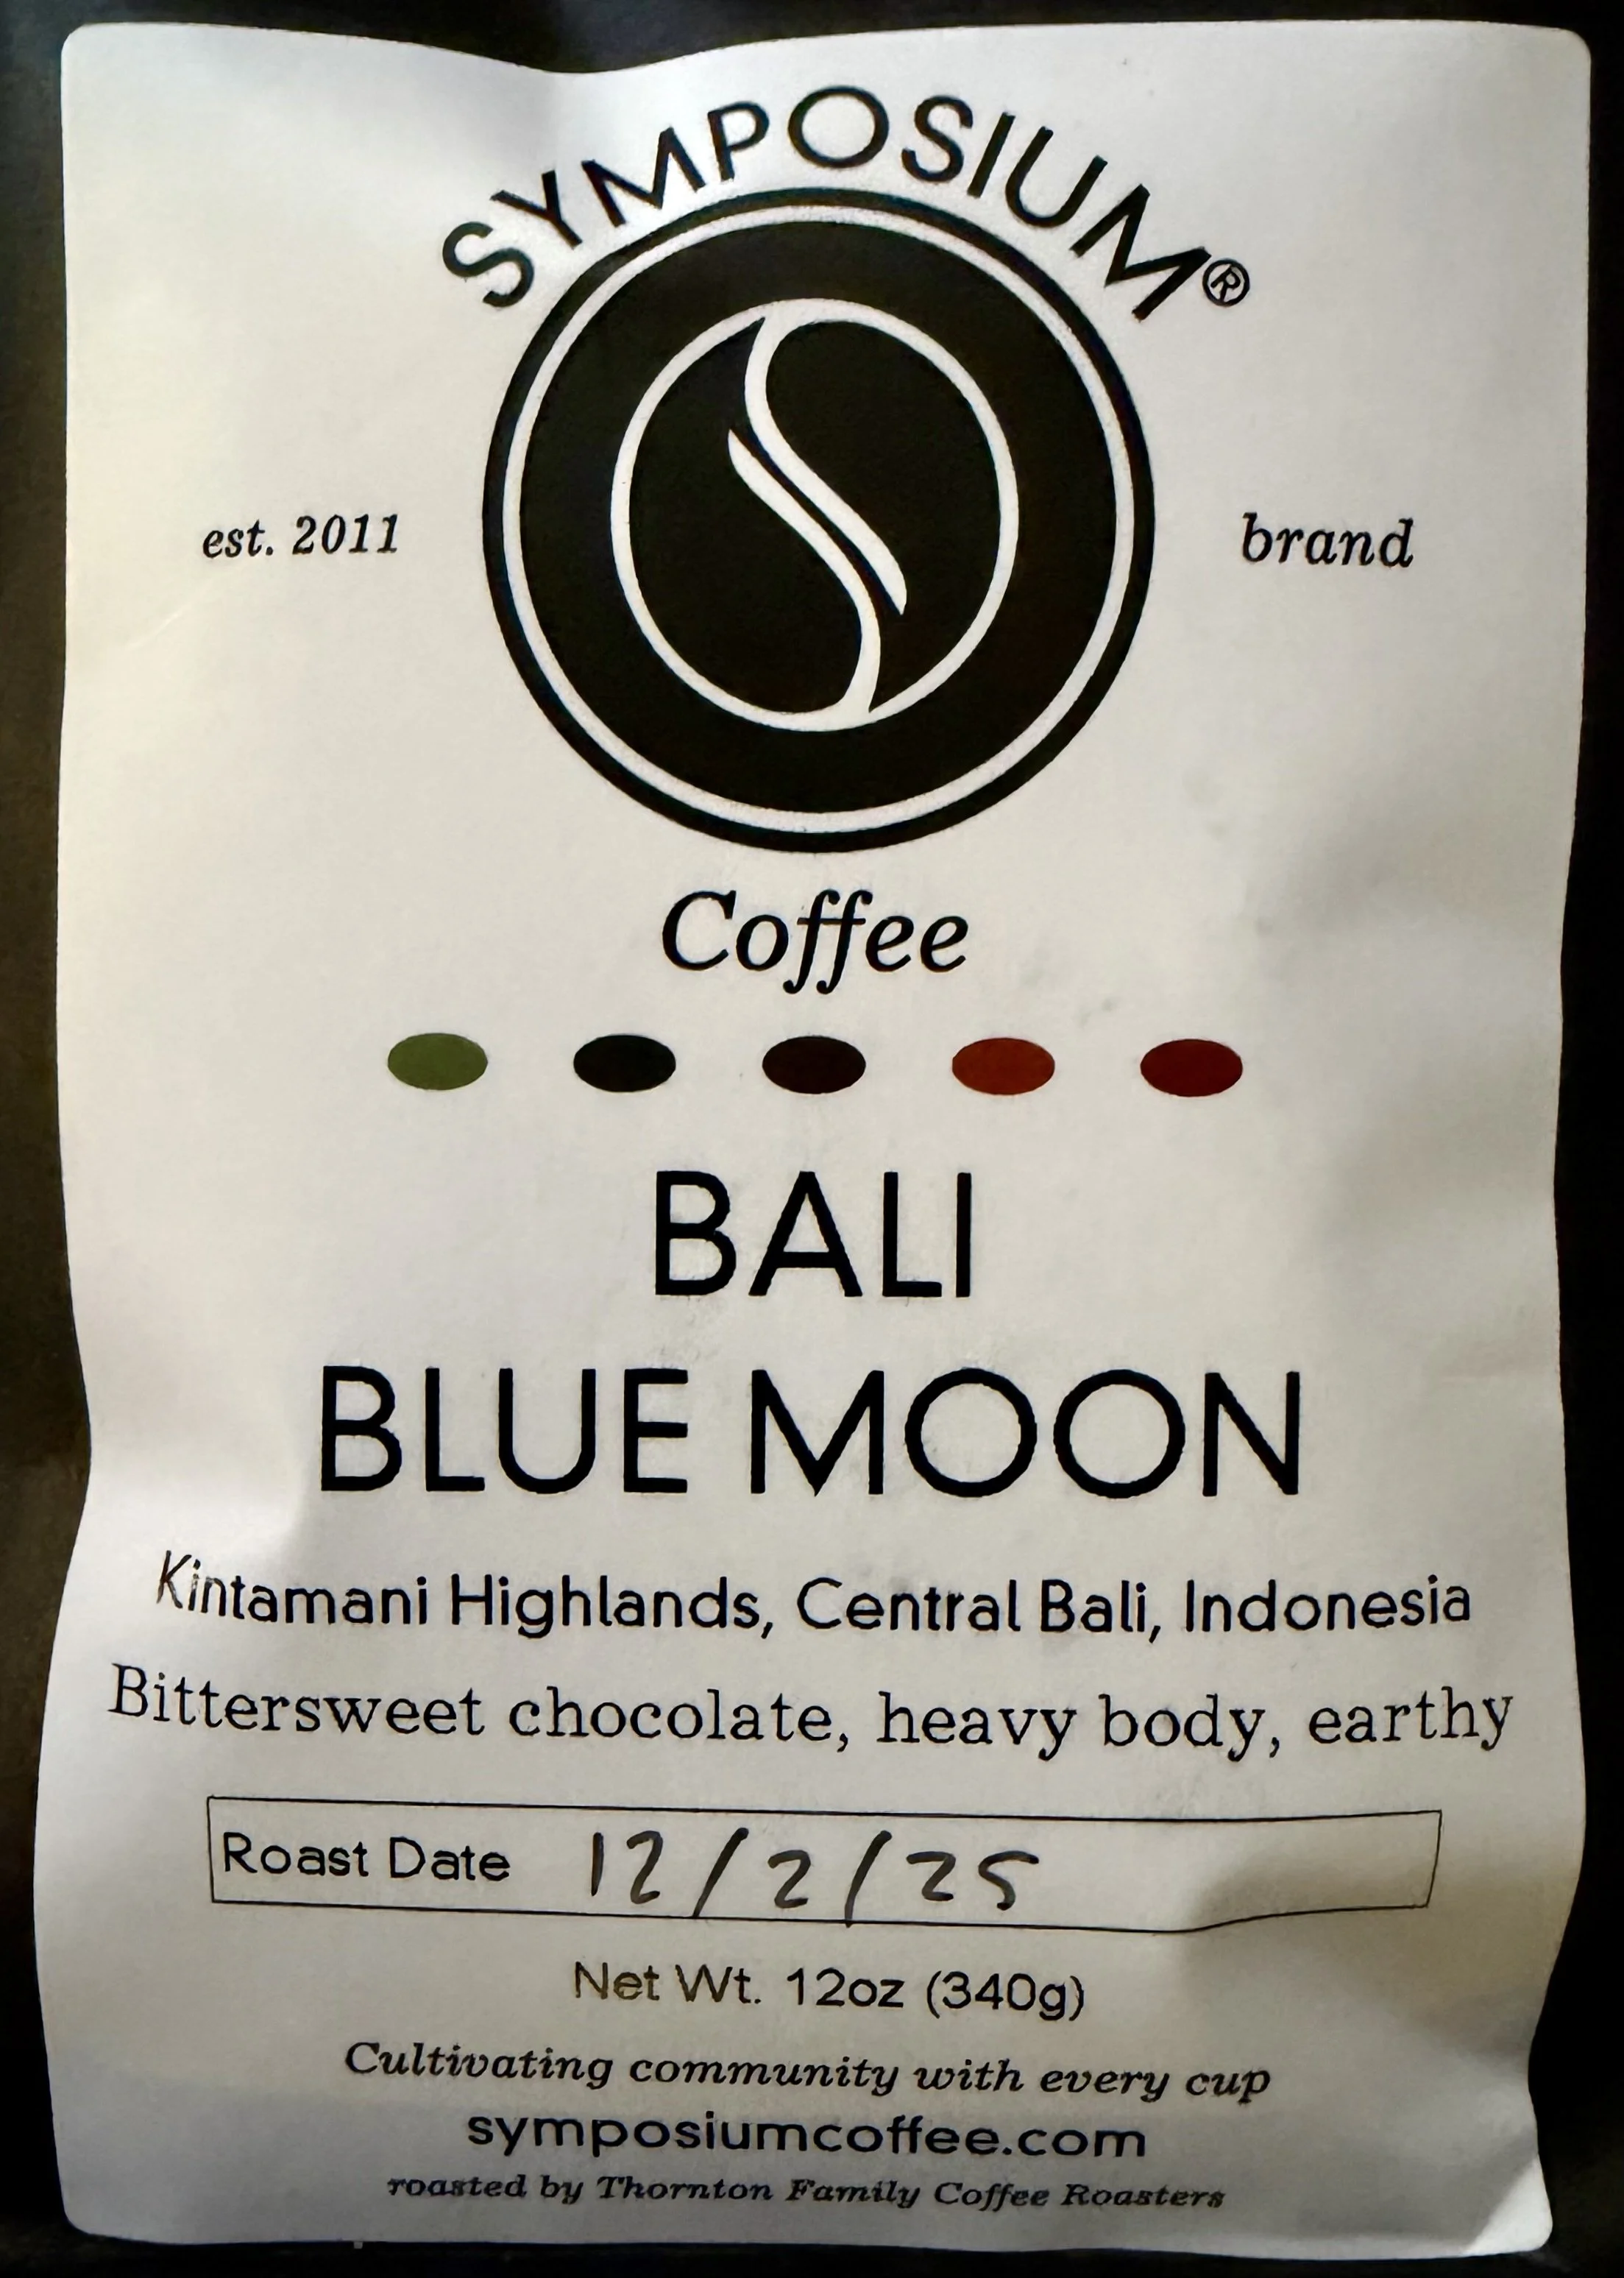 SYMPOSIUM®
est. 2011
brand
Coffee
BALI
BLUE MOON
Kintamani Highlands, Central Bali, Indonesia
Bittersweet chocolate, heavy body, earthy
Roast Date 12/2/25
Net Wt. 12oz (340g)
Cultivating community with every cup
symposiumcoffee.com
roasted by Thornton Family Coffee Roasters